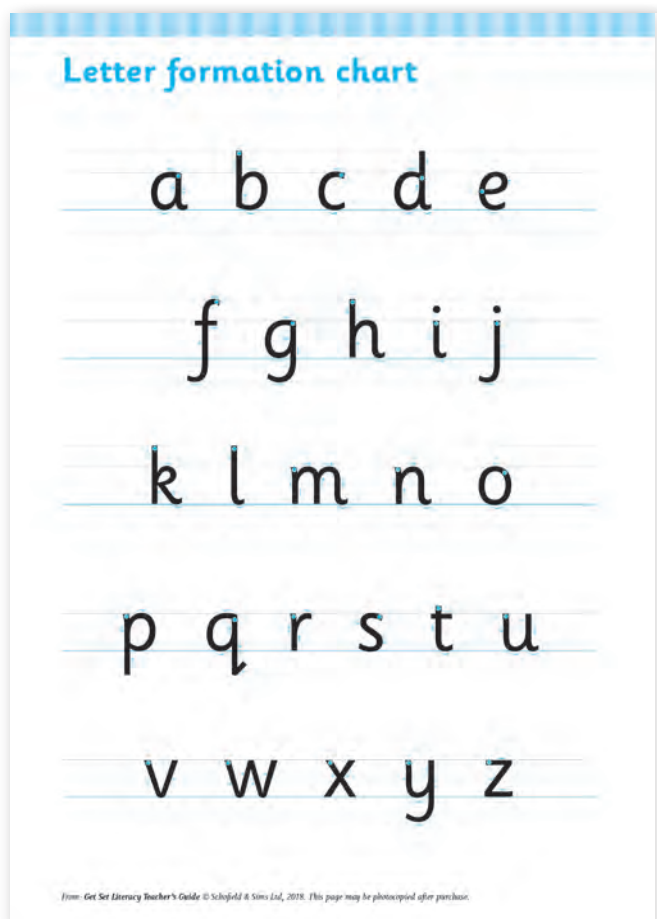 Letter formation chart
a b c d e
f g h i j
k l m n o
p q r s t u
v w x y z
From: Get Set Literacy Teacher's Guide © Schofield & Sims Ltd, 2018. This page may be photocopied after purchase.